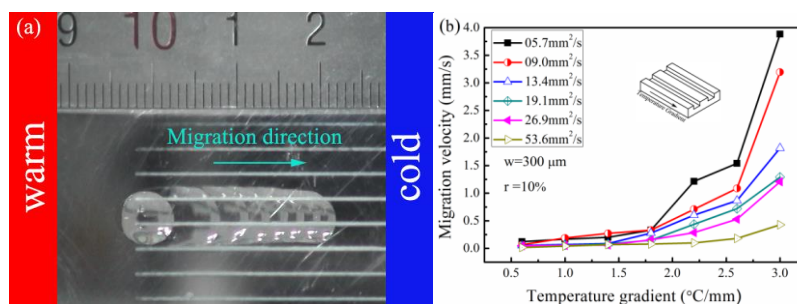 (a)
9 10 1 2
warm
Migration direction
cold
(b)
Migration velocity (mm/s)
4.0
3.5
3.0
2.5
2.0
1.5
1.0
0.5
0.0
05.7mm²/s
09.0mm²/s
13.4mm²/s
19.1mm²/s
26.9mm²/s
53.6mm²/s
w=300 μm
r =10%
Temperature Gradient
0.5 1.0 1.5 2.0 2.5 3.0
Temperature gradient (°C/mm)